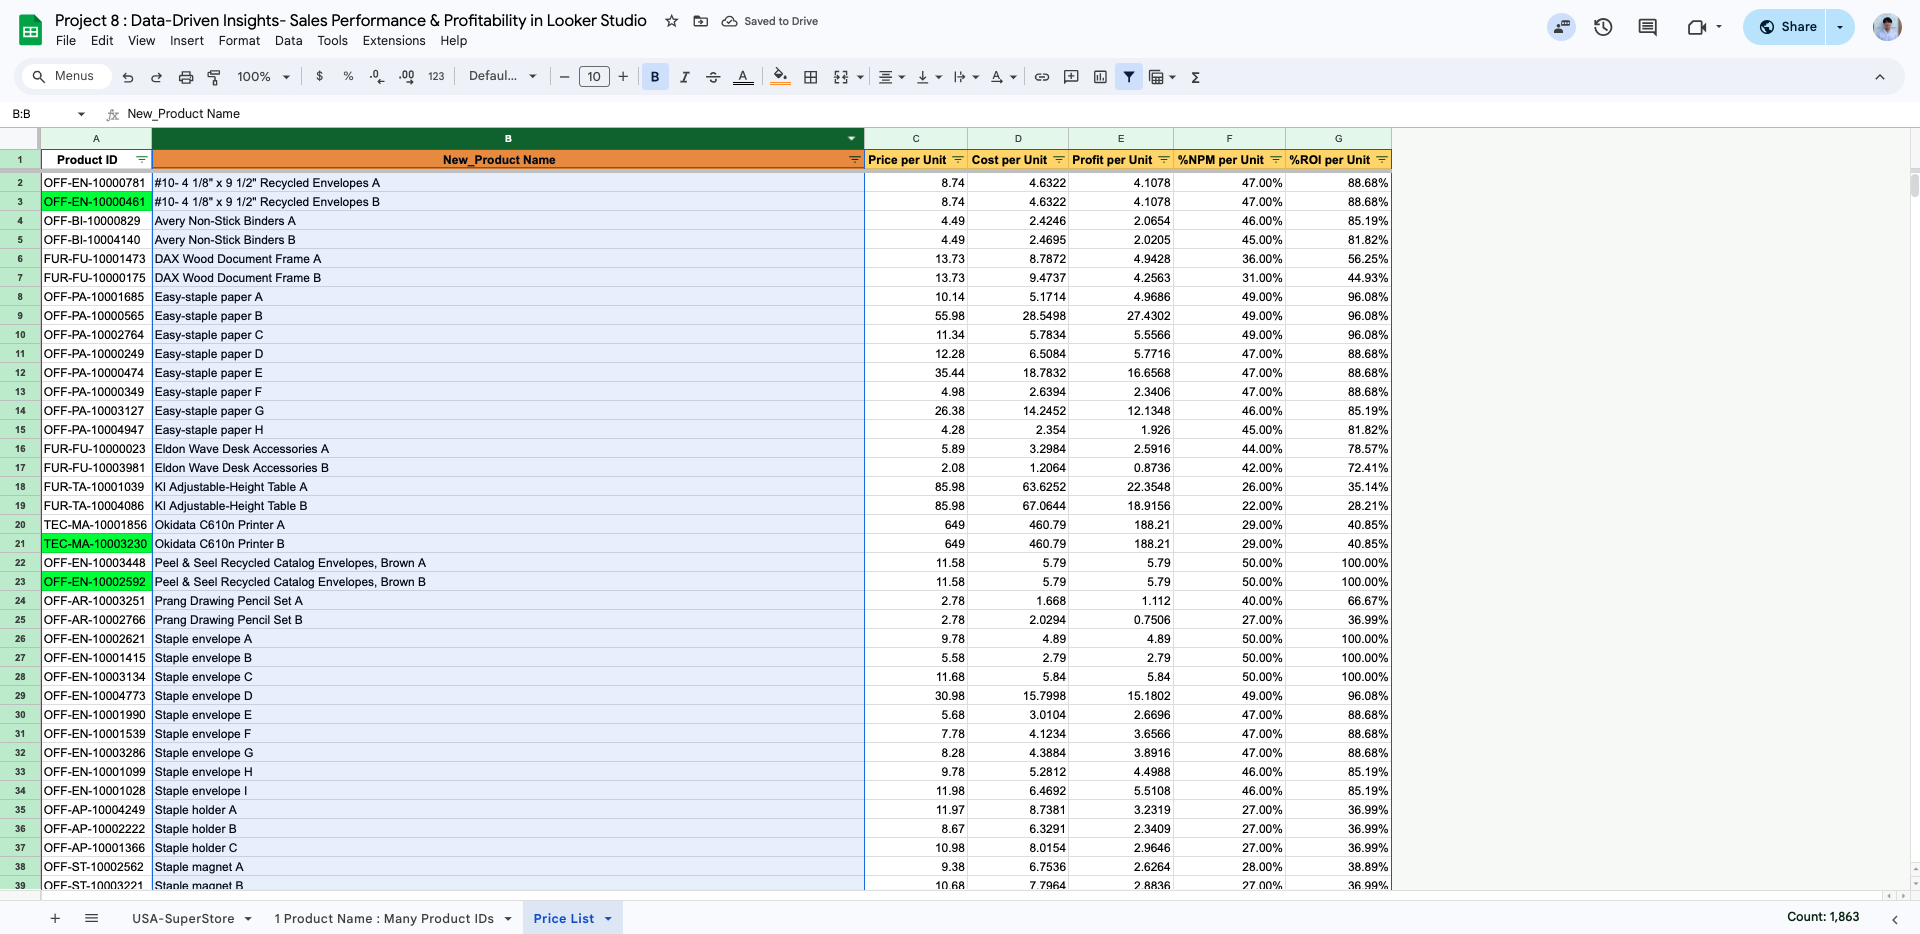 Project 8 : Data-Driven Insights- Sales Performance & Profitability in Looker Studio Saved to Drive
File Edit View Insert Format Data Tools Extensions Help
Share
Menus 100% $ % .0 .00 123 Defaul... 10 B I A A Σ
B:B fx New_Product Name
A B C D E F G
1 Product ID New_Product Name Price per Unit Cost per Unit Profit per Unit %NPM per Unit %ROI per Unit
2 OFF-EN-10000781 #10- 4 1/8" x 9 1/2" Recycled Envelopes A 8.74 4.6322 4.1078 47.00% 88.68%
3 OFF-EN-10000461 #10- 4 1/8" x 9 1/2" Recycled Envelopes B 8.74 4.6322 4.1078 47.00% 88.68%
4 OFF-BI-10000829 Avery Non-Stick Binders A 4.49 2.4246 2.0654 46.00% 85.19%
5 OFF-BI-10004140 Avery Non-Stick Binders B 4.49 2.4695 2.0205 45.00% 81.82%
6 FUR-FU-10001473 DAX Wood Document Frame A 13.73 8.7872 4.9428 36.00% 56.25%
7 FUR-FU-10000175 DAX Wood Document Frame B 13.73 9.4737 4.2563 31.00% 44.93%
8 OFF-PA-10001685 Easy-staple paper A 10.14 5.1714 4.9686 49.00% 96.08%
9 OFF-PA-10000565 Easy-staple paper B 55.98 28.5498 27.4302 49.00% 96.08%
10 OFF-PA-10002764 Easy-staple paper C 11.34 5.7834 5.5566 49.00% 96.08%
11 OFF-PA-10000249 Easy-staple paper D 12.28 6.5084 5.7716 47.00% 88.68%
12 OFF-PA-10000474 Easy-staple paper E 35.44 18.7832 16.6568 47.00% 88.68%
13 OFF-PA-10000349 Easy-staple paper F 4.98 2.6394 2.3406 47.00% 88.68%
14 OFF-PA-10003127 Easy-staple paper G 26.38 14.2452 12.1348 46.00% 85.19%
15 OFF-PA-10004947 Easy-staple paper H 4.28 2.354 1.926 45.00% 81.82%
16 FUR-FU-10000023 Eldon Wave Desk Accessories A 5.89 3.2984 2.5916 44.00% 78.57%
17 FUR-FU-10003981 Eldon Wave Desk Accessories B 2.08 1.2064 0.8736 42.00% 72.41%
18 FUR-TA-10001039 KI Adjustable-Height Table A 85.98 63.6252 22.3548 26.00% 35.14%
19 FUR-TA-10004086 KI Adjustable-Height Table B 85.98 67.0644 18.9156 22.00% 28.21%
20 TEC-MA-10001856 Okidata C610n Printer A 649 460.79 188.21 29.00% 40.85%
21 TEC-MA-10003230 Okidata C610n Printer B 649 460.79 188.21 29.00% 40.85%
22 OFF-EN-10003448 Peel & Seel Recycled Catalog Envelopes, Brown A 11.58 5.79 5.79 50.00% 100.00%
23 OFF-EN-10002592 Peel & Seel Recycled Catalog Envelopes, Brown B 11.58 5.79 5.79 50.00% 100.00%
24 OFF-AR-10003251 Prang Drawing Pencil Set A 2.78 1.668 1.112 40.00% 66.67%
25 OFF-AR-10002766 Prang Drawing Pencil Set B 2.78 2.0294 0.7506 27.00% 36.99%
26 OFF-EN-10002621 Staple envelope A 9.78 4.89 4.89 50.00% 100.00%
27 OFF-EN-10001415 Staple envelope B 5.58 2.79 2.79 50.00% 100.00%
28 OFF-EN-10003134 Staple envelope C 11.68 5.84 5.84 50.00% 100.00%
29 OFF-EN-10004773 Staple envelope D 30.98 15.7998 15.1802 49.00% 96.08%
30 OFF-EN-10001990 Staple envelope E 5.68 3.0104 2.6696 47.00% 88.68%
31 OFF-EN-10001539 Staple envelope F 7.78 4.1234 3.6566 47.00% 88.68%
32 OFF-EN-10003286 Staple envelope G 8.28 4.3884 3.8916 47.00% 88.68%
33 OFF-EN-10001099 Staple envelope H 9.78 5.2812 4.4988 46.00% 85.19%
34 OFF-EN-10001028 Staple envelope I 11.98 6.4692 5.5108 46.00% 85.19%
35 OFF-AP-10004249 Staple holder A 11.97 8.7381 3.2319 27.00% 36.99%
36 OFF-AP-10002222 Staple holder B 8.67 6.3291 2.3409 27.00% 36.99%
37 OFF-AP-10001366 Staple holder C 10.98 8.0154 2.9646 27.00% 36.99%
38 OFF-ST-10002562 Staple magnet A 9.38 6.7536 2.6264 28.00% 38.89%
39 OFF-ST-10003221 Staple magnet B 10.68 7.7964 2.8836 27.00% 36.99%
USA-SuperStore 1 Product Name : Many Product IDs Price List Count: 1,863